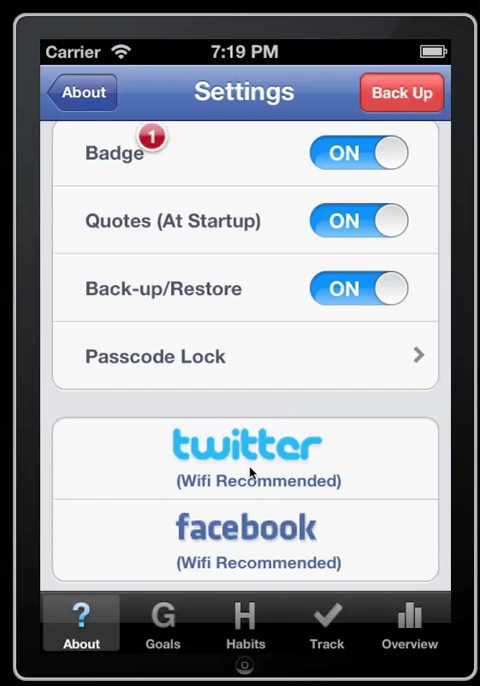 Carrier 7:19 PM
About Settings Back Up
Badge 1 ON
Quotes (At Startup) ON
Back-up/Restore ON
Passcode Lock
twitter
(Wifi Recommended)
facebook
(Wifi Recommended)
? G H
About Goals Habits Track Overview